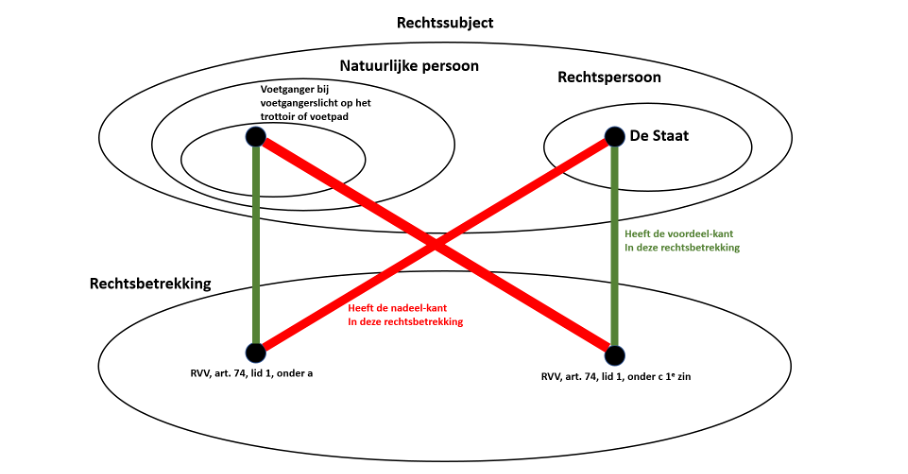 Rechtssubject
Natuurlijke persoon
Rechtspersoon
Voetganger bij
voetgangerslicht op het
trottoir of voetpad
De Staat
Heeft de voordeel-kant
In deze rechtsbetrekking
Rechtsbetrekking
Heeft de nadeel-kant
In deze rechtsbetrekking
RVV, art. 74, lid 1, onder a
RVV, art. 74, lid 1, onder c 1ᵉ zin